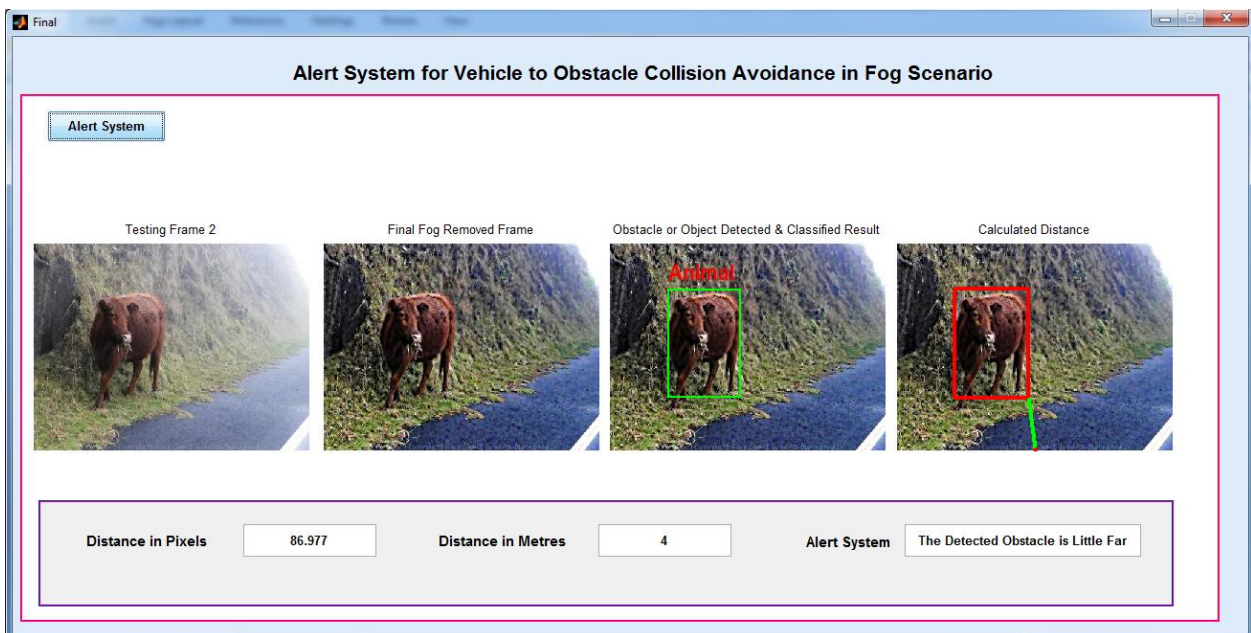 Final
Alert System for Vehicle to Obstacle Collision Avoidance in Fog Scenario
Alert System
Testing Frame 2
Final Fog Removed Frame
Obstacle or Object Detected & Classified Result
Calculated Distance
Animal
Distance in Pixels
86.977
Distance in Metres
4
Alert System
The Detected Obstacle is Little Far